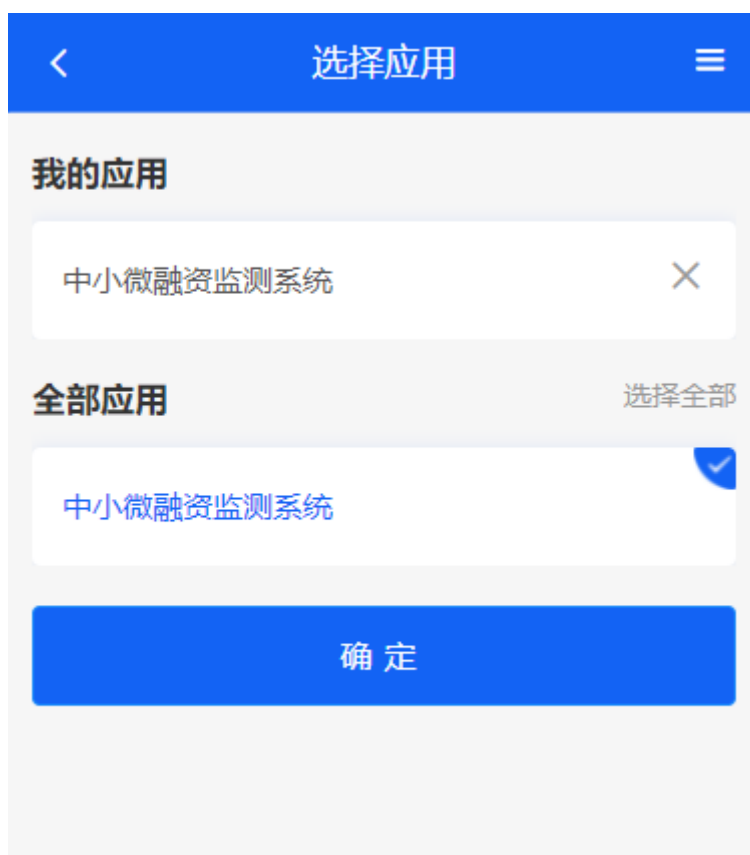 选择应用
我的应用
中小微融资监测系统
全部应用
选择全部
中小微融资监测系统
确 定